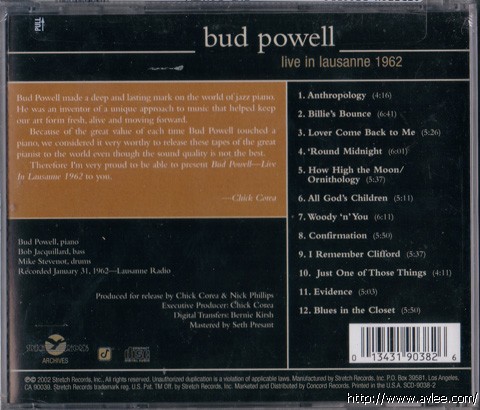 PULL
bud powell
live in lausanne 1962
Bud Powell made a deep and lasting mark on the world of jazz piano.
He was an inventor of a unique approach to music that helped keep
our art form fresh, alive and moving forward.
Because of the great value of each time Bud Powell touched a
piano, we considered it very worthy to release these tapes of the great
pianist to the world even though the sound quality is not the best.
Therefore I'm very proud to be able to present Bud Powell—Live
In Lausanne 1962 to you.
—Chick Corea
Bud Powell, piano
Bob Jacquillard, bass
Mike Stevenot, drums
Recorded January 31, 1962—Lausanne Radio
Produced for release by Chick Corea & Nick Phillips
Executive Producer: Chick Corea
Digital Transfers: Bernie Kirsh
Mastered by Seth Presant
1. Anthropology (4:16)
2. Billie's Bounce (6:41)
3. Lover Come Back to Me (5:26)
4. 'Round Midnight (6:01)
5. How High the Moon/
Ornithology (5:37)
6. All God's Children (5:11)
7. Woody 'n' You (6:11)
8. Confirmation (5:50)
9. I Remember Clifford (5:37)
10. Just One of Those Things (4:11)
11. Evidence (5:03)
12. Blues in the Closet (5:50)
ARCHIVES
0 13431 90382 6
℗© 2002 Stretch Records, Inc., All rights reserved. Unauthorized duplication is a violation of applicable laws. Manufactured by Stretch Records, Inc. P.O. Box 39581, Los Angeles,
CA 90039. Stretch Records trademark reg. U.S. Pat. TM Off. by Stretch Records, Inc. Marketed and Distributed by Concord Records. Printed in the U.S.A. SCD-9038-2
http://www.avlee.com/